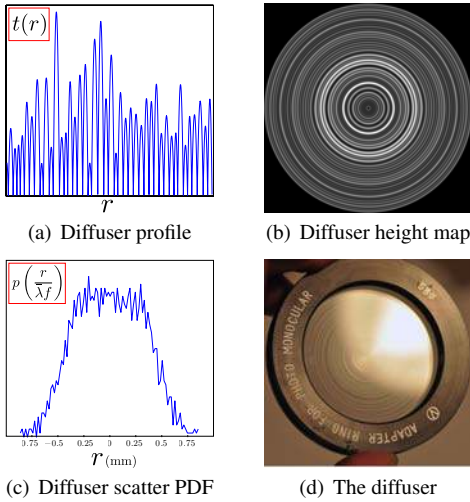 t(r)
r
(a) Diffuser profile
(b) Diffuser height map
p(r/λ̄f)
0.75 −0.5 0.25 0 0.25 0.5 0.75
r (mm)
(c) Diffuser scatter PDF
ADAPTER RING FOR PHOTO MONOCULAR
(d) The diffuser